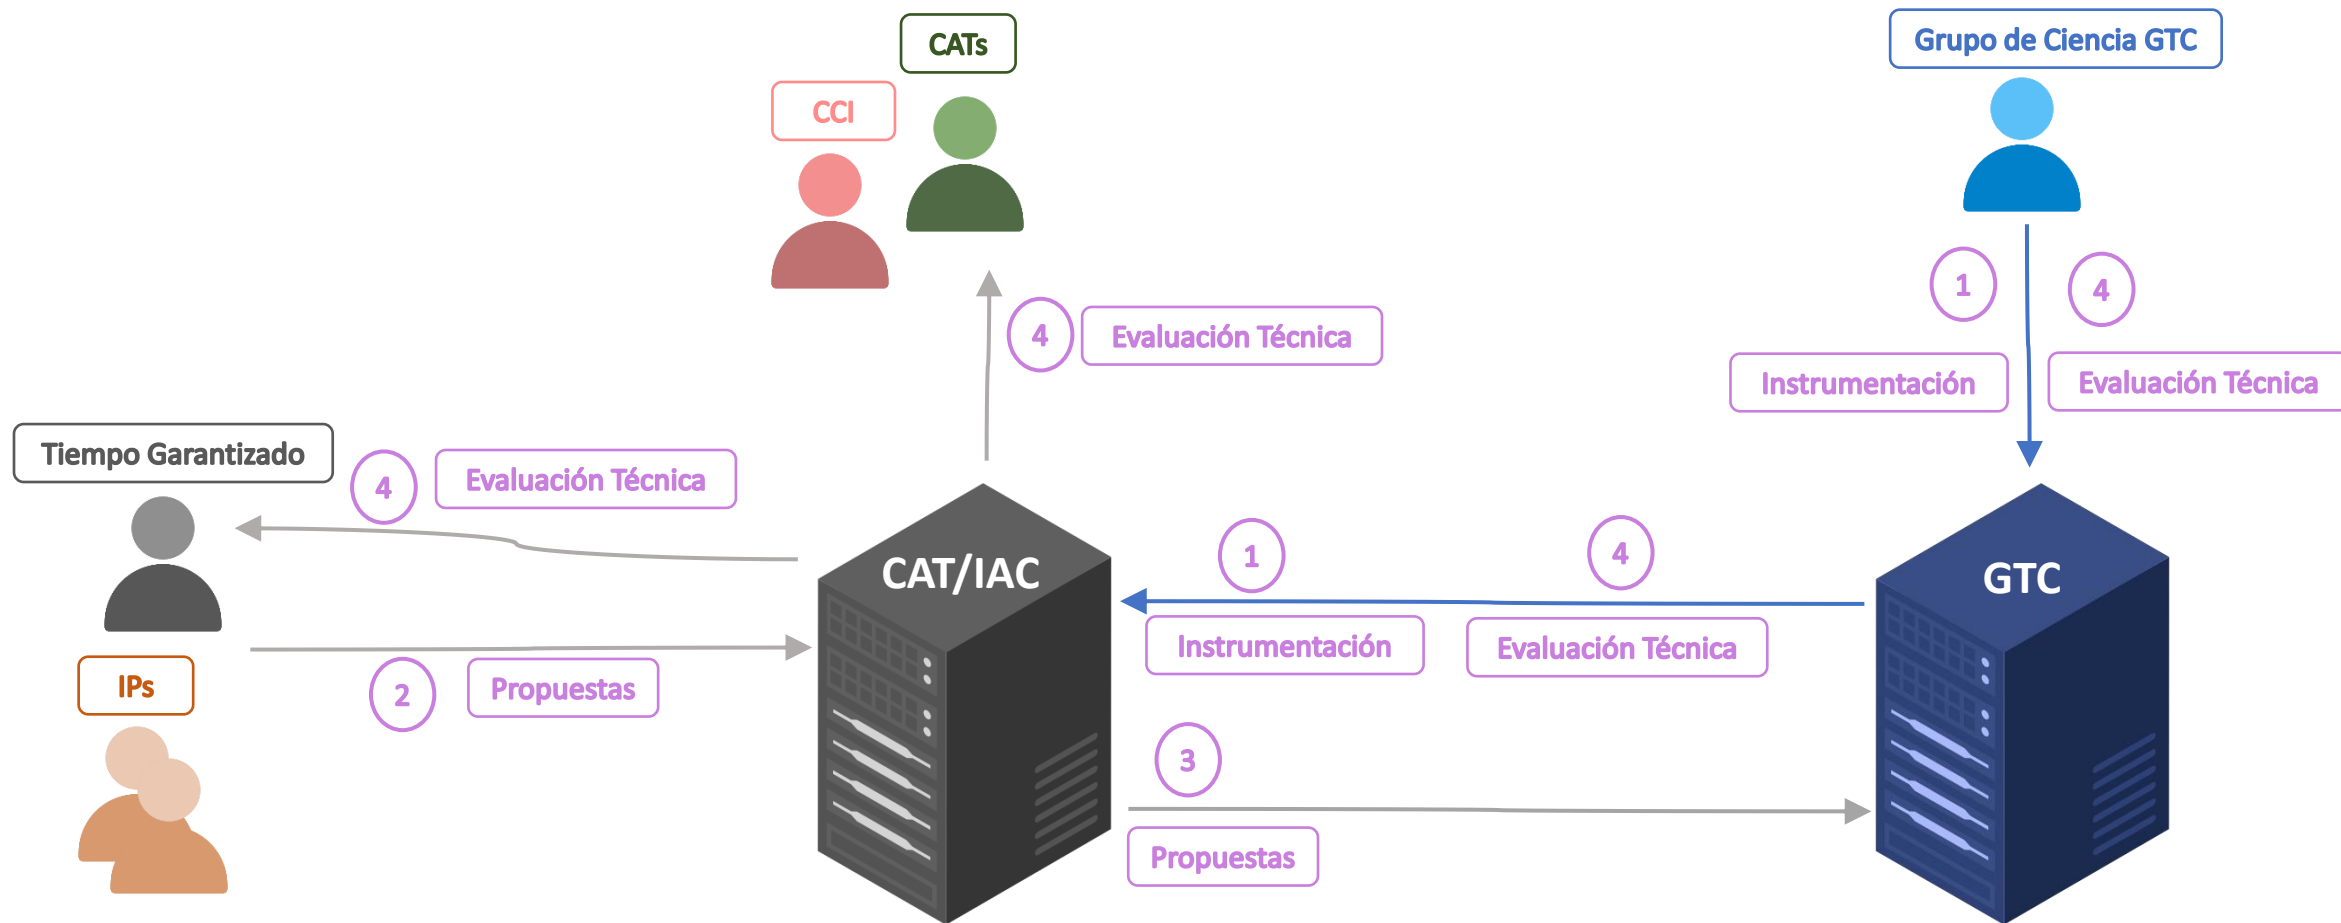 CATs
Grupo de Ciencia GTC
CCI
1
4
4
Evaluación Técnica
Instrumentación
Evaluación Técnica
Tiempo Garantizado
4
Evaluación Técnica
CAT/IAC
1
4
GTC
Instrumentación
Evaluación Técnica
IPs
2
Propuestas
3
Propuestas